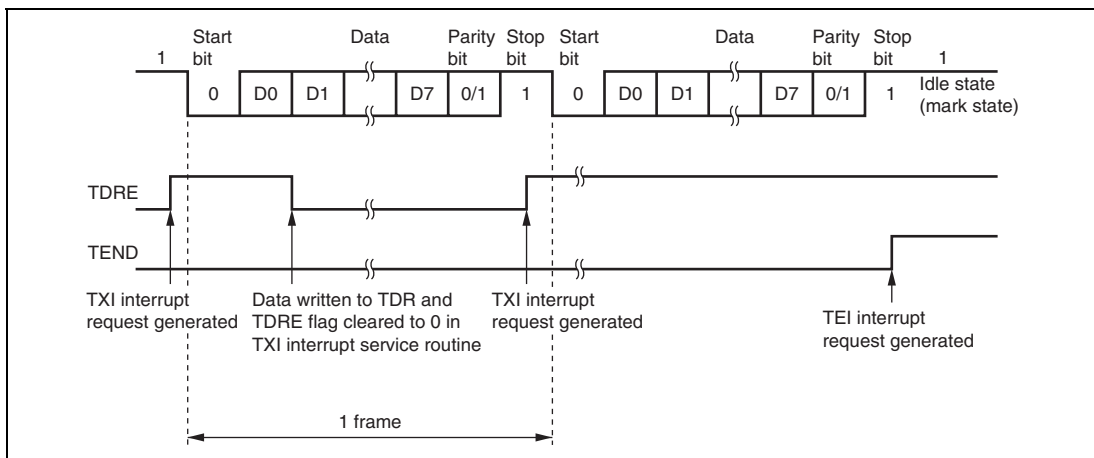 1
Start
bit
Data
Parity
bit
Stop
bit
Start
bit
Data
Parity
bit
Stop
bit
1
0
D0
D1
D7
0/1
1
0
D0
D1
D7
0/1
1
Idle state
(mark state)
TDRE
TEND
TXI interrupt
request generated
Data written to TDR and
TDRE flag cleared to 0 in
TXI interrupt service routine
TXI interrupt
request generated
TEI interrupt
request generated
1 frame